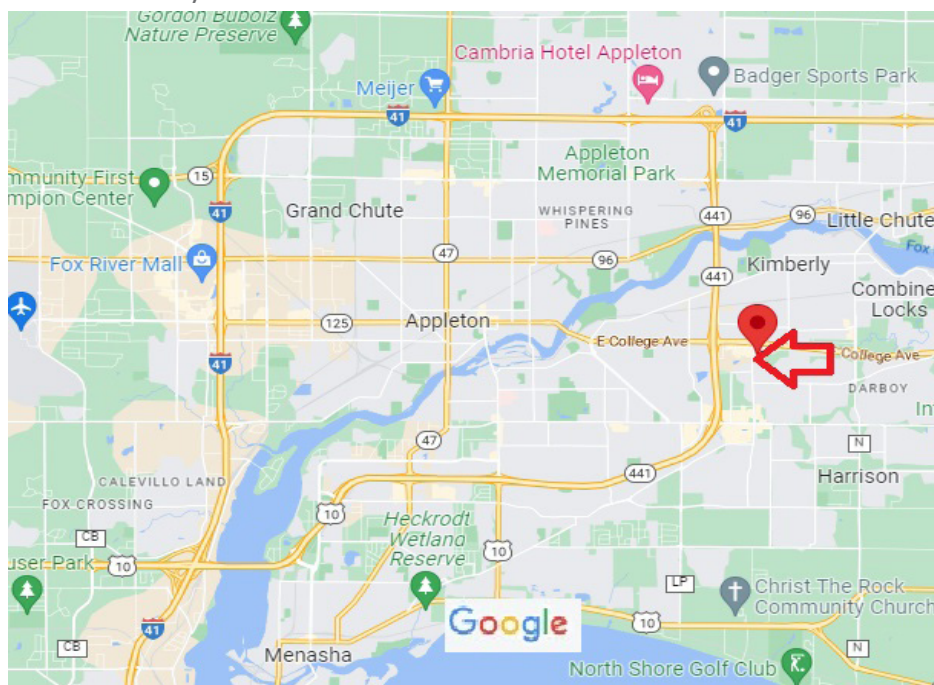 Gordon Bubolz
Nature Preserve
Cambria Hotel Appleton
Badger Sports Park
Meijer
41
41
Appleton
Memorial Park
mmunity First
mpion Center
15
41
Grand Chute
WHISPERING
PINES
441
96
Little Chute
47
96
Fox
Fox River Mall
441
Kimberly
Combine
Locks
125
Appleton
E College Ave
College Ave
41
DARBOY
In
47
N
441
Harrison
CALEVILLO LAND
FOX CROSSING
10
CB
Heckrodt
Wetland
Reserve
10
user Park
10
LP
Christ The Rock
Community Church
Google
10
41
CB
Menasha
N
North Shore Golf Club